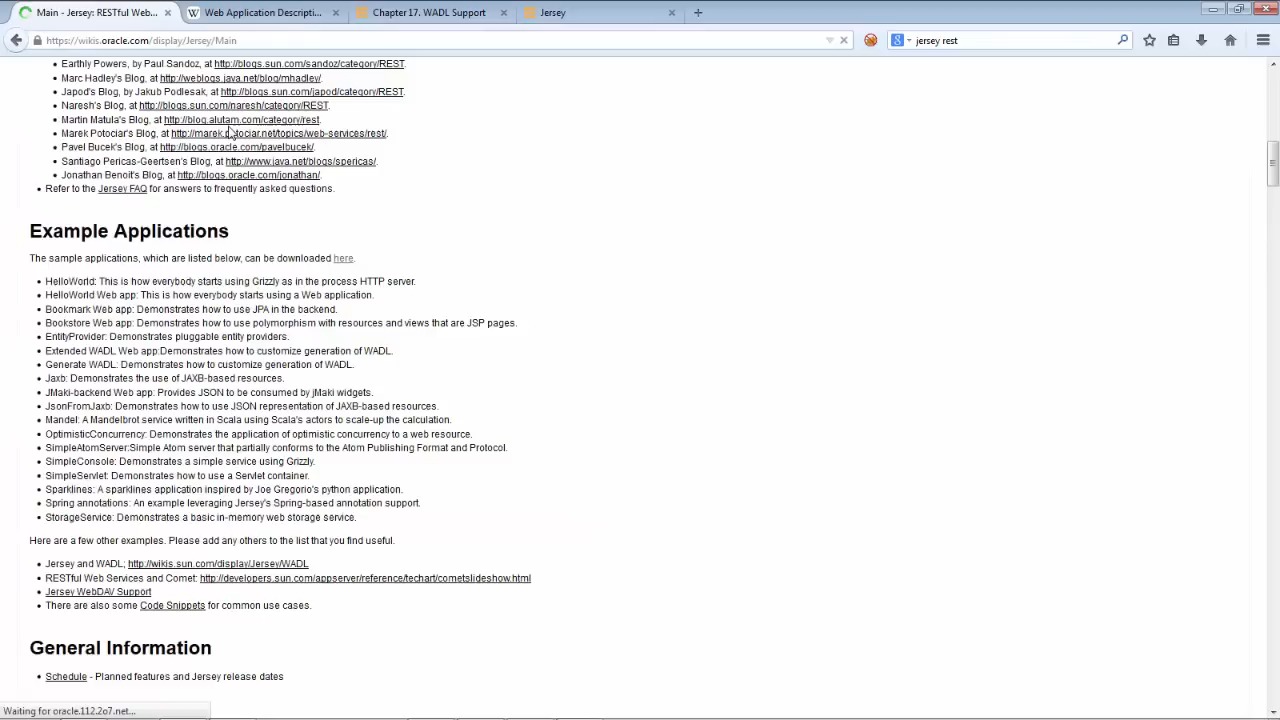 Main - Jersey: RESTful Web...
Web Application Descripti...
Chapter 17. WADL Support
Jersey
https://wikis.oracle.com/display/Jersey/Main
jersey rest
Earthly Powers, by Paul Sandoz, at http://blogs.sun.com/sandoz/category/REST.
Marc Hadley's Blog, at http://weblogs.java.net/blog/mhadley/.
Japod's Blog, by Jakub Podlesak, at http://blogs.sun.com/japod/category/REST.
Naresh's Blog, at http://blogs.sun.com/naresh/category/REST.
Martin Matula's Blog, at http://blog.alutam.com/category/rest.
Marek Potociar's Blog, at http://marek.potociar.net/topics/web-services/rest/.
Pavel Bucek's Blog, at http://blogs.oracle.com/pavelbucek/.
Santiago Pericas-Geertsen's Blog, at http://www.java.net/blogs/spericas/.
Jonathan Benoit's Blog, at http://blogs.oracle.com/jonathan/.
Refer to the Jersey FAQ for answers to frequently asked questions.
Example Applications
The sample applications, which are listed below, can be downloaded here.
HelloWorld: This is how everybody starts using Grizzly as in the process HTTP server.
HelloWorld Web app: This is how everybody starts using a Web application.
Bookmark Web app: Demonstrates how to use JPA in the backend.
Bookstore Web app: Demonstrates how to use polymorphism with resources and views that are JSP pages.
EntityProvider: Demonstrates pluggable entity providers.
Extended WADL Web app:Demonstrates how to customize generation of WADL.
Generate WADL: Demonstrates how to customize generation of WADL.
Jaxb: Demonstrates the use of JAXB-based resources.
JMaki-backend Web app: Provides JSON to be consumed by jMaki widgets.
JsonFromJaxb: Demonstrates how to use JSON representation of JAXB-based resources.
Mandel: A Mandelbrot service written in Scala using Scala's actors to scale-up the calculation.
OptimisticConcurrency: Demonstrates the application of optimistic concurrency to a web resource.
SimpleAtomServer:Simple Atom server that partially conforms to the Atom Publishing Format and Protocol.
SimpleConsole: Demonstrates a simple service using Grizzly.
SimpleServlet: Demonstrates how to use a Servlet container.
Sparklines: A sparklines application inspired by Joe Gregorio's python application.
Spring annotations: An example leveraging Jersey's Spring-based annotation support.
StorageService: Demonstrates a basic in-memory web storage service.
Here are a few other examples. Please add any others to the list that you find useful.
Jersey and WADL; http://wikis.sun.com/display/Jersey/WADL
RESTful Web Services and Comet: http://developers.sun.com/appserver/reference/techart/cometslideshow.html
Jersey WebDAV Support
There are also some Code Snippets for common use cases.
General Information
Schedule - Planned features and Jersey release dates
Waiting for oracle.112.2o7.net...